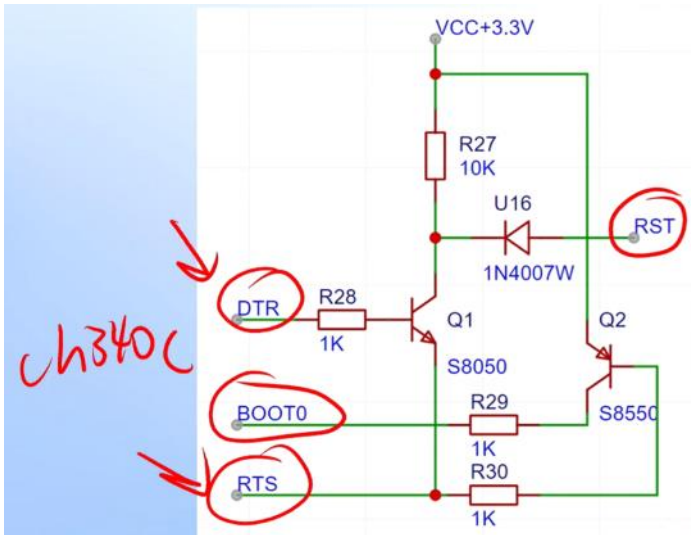 VCC+3.3V
R27
10K
U16
RST
1N4007W
DTR
R28
1K
Q1
Q2
ch340c
S8050
R29
BOOT0
S8550
1K
RTS
R30
1K